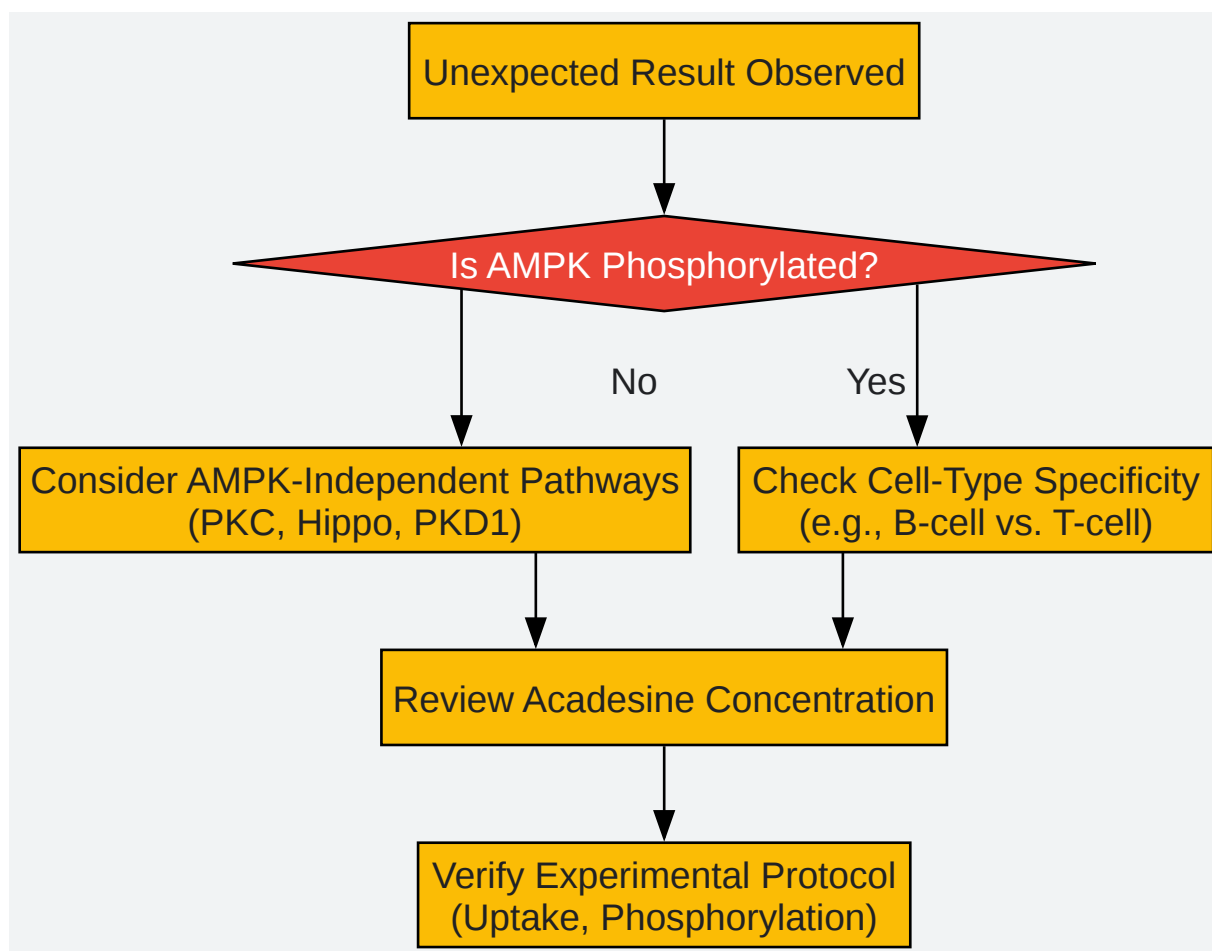 Unexpected Result Observed
Is AMPK Phosphorylated?
No
Yes
Consider AMPK-Independent Pathways
(PKC, Hippo, PKD1)
Check Cell-Type Specificity
(e.g., B-cell vs. T-cell)
Review Acadesine Concentration
Verify Experimental Protocol
(Uptake, Phosphorylation)